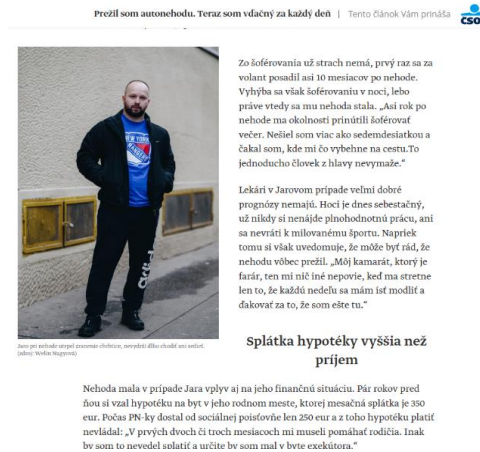 Prežil som autonehodu. Teraz som vďačný za každý deň | Tento článok Vám prináša
ČSOB
Zo šoférovania už strach nemá, prvý raz sa za
volant posadil asi 10 mesiacov po nehode.
Vyhýba sa však šoférovaniu v noci, lebo
práve vtedy sa mu nehoda stala. „Asi rok po
nehode ma okolnosti prinútili šoférovať
večer. Nešiel som viac ako sedemdesiatkou a
čakal som, kde mi čo vybehne na cestu.To
jednoducho človek z hlavy nevymaže.“
Lekári v Jarovom prípade veľmi dobré
prognózy nemajú. Hoci je dnes sebestačný,
už nikdy si nenájde plnohodnotnú prácu, ani
sa nevráti k milovanému športu. Napriek
tomu si však uvedomuje, že môže byť rád, že
nehodu vôbec prežil. „Môj kamarát, ktorý je
farár, ten mi nič iné nepovie, keď ma stretne
len to, že každú nedeľu sa mám ísť modliť a
ďakovať za to, že som ešte tu.“
NEW YORK
RANGERS
Jaro pri nehode utrpel zranenie chrbtice, nevydrží dlho chodiť ani sedieť.
(zdroj: Welin Nagyová)
Splátka hypotéky vyššia než
príjem
Nehoda mala v prípade Jara vplyv aj na jeho finančnú situáciu. Pár rokov pred
ňou si vzal hypotéku na byt v jeho rodnom meste, ktorej mesačná splátka je 350
eur. Počas PN-ky dostal od sociálnej poisťovne len 250 eur a z toho hypotéku platiť
nevládal: „V prvých dvoch či troch mesiacoch mi museli pomáhať rodičia. Inak
by som to nevedel splatiť a určite by som mal v byte exekútora.“